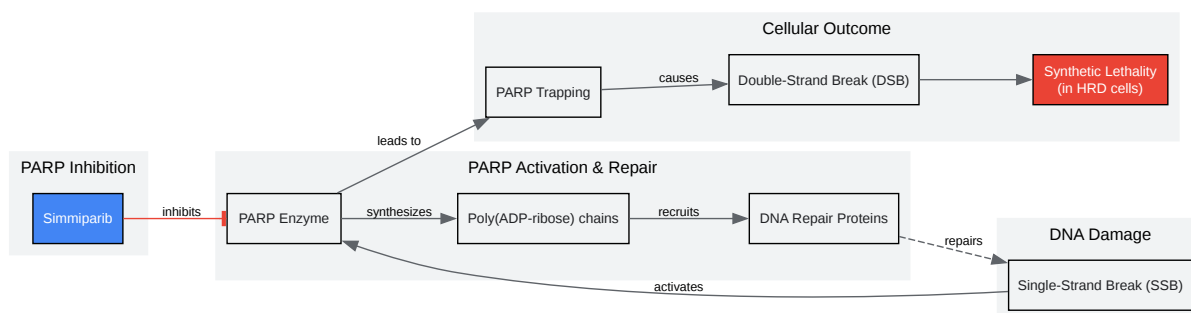 Cellular Outcome
PARP Trapping
causes
Double-Strand Break (DSB)
Synthetic Lethality
(in HRD cells)
leads to
PARP Inhibition
Simmiparib
inhibits
PARP Activation & Repair
PARP Enzyme
synthesizes
Poly(ADP-ribose) chains
recruits
DNA Repair Proteins
repairs
DNA Damage
Single-Strand Break (SSB)
activates